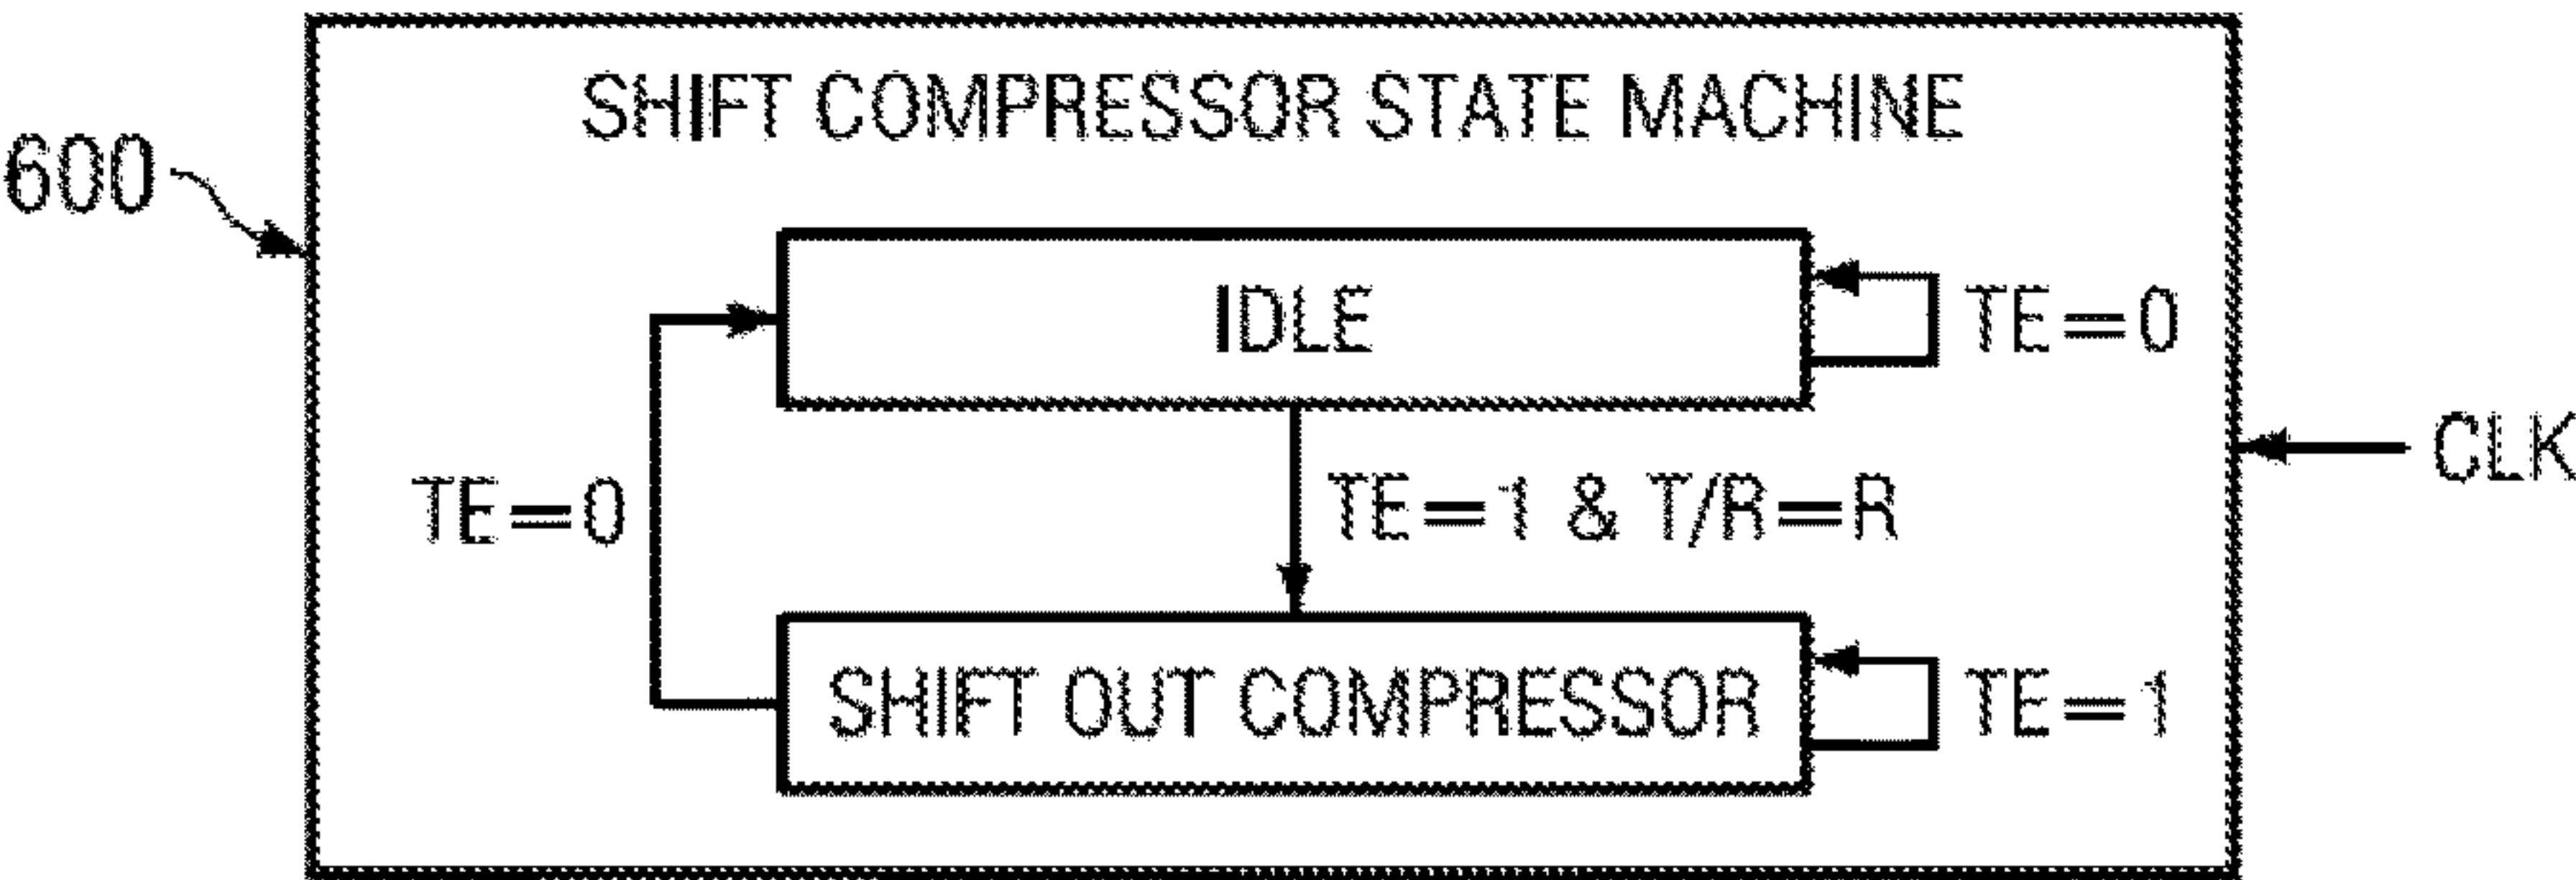 SHIFT COMPRESSOR STATE MACHINE
600
IDLE
TE=0
CLK
TE=0
TE=1 & T/R=R
SHIFT OUT COMPRESSOR
TE=1